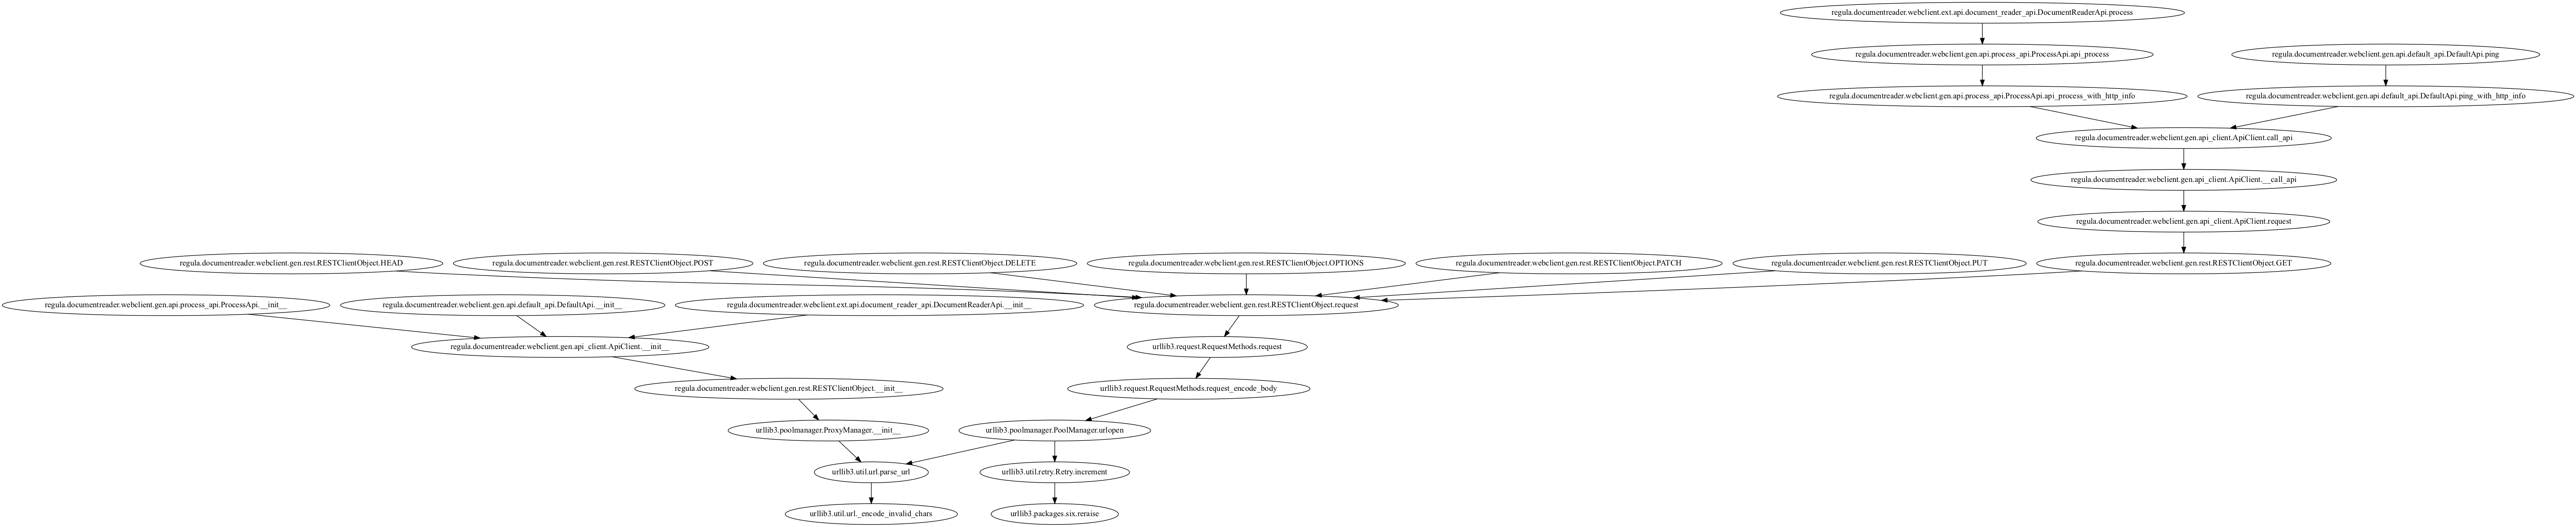 regula.documentreader.webclient.ext.api.document_reader_api.DocumentReaderApi.process
regula.documentreader.webclient.gen.api.process_api.ProcessApi.api_process
regula.documentreader.webclient.gen.api.default_api.DefaultApi.ping
regula.documentreader.webclient.gen.api.process_api.ProcessApi.api_process_with_http_info
regula.documentreader.webclient.gen.api.default_api.DefaultApi.ping_with_http_info
regula.documentreader.webclient.gen.api_client.ApiClient.call_api
regula.documentreader.webclient.gen.api_client.ApiClient.__call_api
regula.documentreader.webclient.gen.api_client.ApiClient.request
regula.documentreader.webclient.gen.rest.RESTClientObject.HEAD
regula.documentreader.webclient.gen.rest.RESTClientObject.POST
regula.documentreader.webclient.gen.rest.RESTClientObject.DELETE
regula.documentreader.webclient.gen.rest.RESTClientObject.OPTIONS
regula.documentreader.webclient.gen.rest.RESTClientObject.PATCH
regula.documentreader.webclient.gen.rest.RESTClientObject.PUT
regula.documentreader.webclient.gen.rest.RESTClientObject.GET
regula.documentreader.webclient.gen.api.process_api.ProcessApi.__init__
regula.documentreader.webclient.gen.api.default_api.DefaultApi.__init__
regula.documentreader.webclient.ext.api.document_reader_api.DocumentReaderApi.__init__
regula.documentreader.webclient.gen.rest.RESTClientObject.request
regula.documentreader.webclient.gen.api_client.ApiClient.__init__
urllib3.request.RequestMethods.request
regula.documentreader.webclient.gen.rest.RESTClientObject.__init__
urllib3.request.RequestMethods.request_encode_body
urllib3.poolmanager.ProxyManager.__init__
urllib3.poolmanager.PoolManager.urlopen
urllib3.util.url.parse_url
urllib3.util.retry.Retry.increment
urllib3.util.url._encode_invalid_chars
urllib3.packages.six.reraise